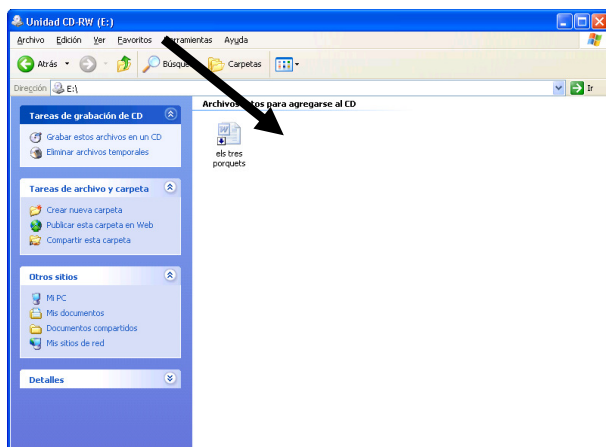 Unidad CD-RW (E:)
Archivo Edición Ver Favoritos Herramientas Ayuda
Atrás Carpetas
Dirección E:\ Ir
Archivos para agregarse al CD
Tareas de grabación de CD
Grabar estos archivos en un CD
Eliminar archivos temporales
els tres
porquets
Tareas de archivo y carpeta
Crear nueva carpeta
Publicar esta carpeta en Web
Compartir esta carpeta
Otros sitios
Mi PC
Mis documentos
Documentos compartidos
Mis sitios de red
Detalles